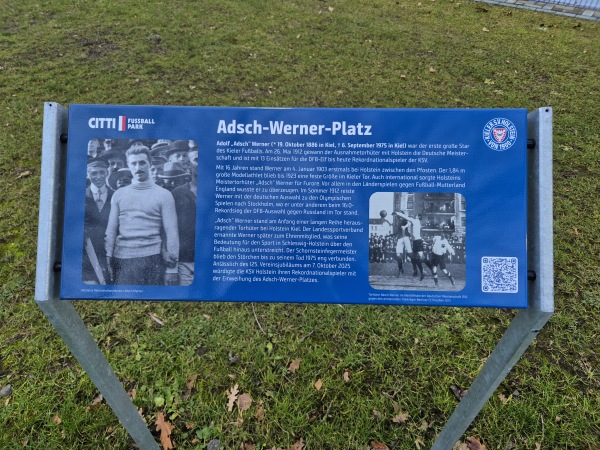 CITTI FUSSBALL PARK
Adsch-Werner-Platz
KIELER S.V. HOLSTEIN VON 1900
Adolf „Adsch“ Werner (* 19. Oktober 1886 in Kiel, † 6. September 1975 in Kiel) war der erste große Star
des Kieler Fußballs. Am 26. Mai 1912 gewann der Ausnahmetorhüter mit Holstein die Deutsche Meister-
schaft und ist mit 13 Einsätzen für die DFB-Elf bis heute Rekordnationalspieler der KSV.
Mit 16 Jahren stand Werner am 4. Januar 1903 erstmals bei Holstein zwischen den Pfosten. Der 1,84 m
große Modellathlet blieb bis 1923 eine feste Größe im Kieler Tor. Auch international sorgte Holsteins
Meistertorhüter „Adsch“ Werner für Furore. Vor allem in den Länderspielen gegen Fußball-Mutterland
England wusste er zu überzeugen. Im Sommer 1912 reiste
Werner mit der deutschen Auswahl zu den Olympischen
Spielen nach Stockholm, wo er unter anderem beim 16:0-
Rekordsieg der DFB-Auswahl gegen Russland im Tor stand.
„Adsch“ Werner stand am Anfang einer langen Reihe heraus-
ragender Torhüter bei Holstein Kiel. Der Landessportverband
ernannte Werner später zum Ehrenmitglied, was seine
Bedeutung für den Sport in Schleswig-Holstein über den
Fußball hinaus unterstreicht. Der Schornsteinfegermeister
blieb den Störchen bis zu seinem Tod 1975 eng verbunden.
Anlässlich des 125. Vereinsjubiläums am 7. Oktober 2025
würdigte die KSV Holstein ihren Rekordnationalspieler mit
der Einweihung des Adsch-Werner-Platzes.